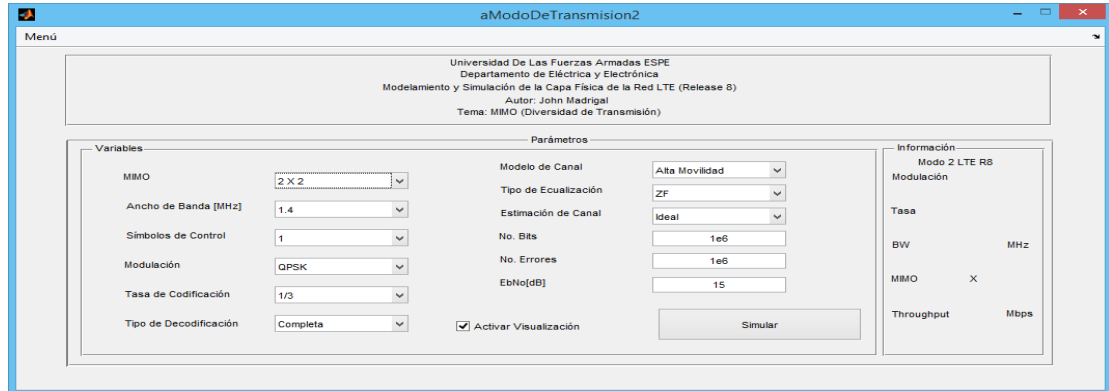 aModoDeTransmision2
Menú
Universidad De Las Fuerzas Armadas ESPE
Departamento de Eléctrica y Electrónica
Modelamiento y Simulación de la Capa Física de la Red LTE (Release 8)
Autor: John Madrigal
Tema: MIMO (Diversidad de Transmisión)
Parámetros
Variables
MIMO
2 X 2
Ancho de Banda [MHz]
1.4
Símbolos de Control
1
Modulación
QPSK
Tasa de Codificación
1/3
Tipo de Decodificación
Completa
Modelo de Canal
Alta Movilidad
Tipo de Ecualización
ZF
Estimación de Canal
Ideal
No. Bits
1e6
No. Errores
1e6
EbNo[dB]
15
Activar Visualización
Simular
Información
Modo 2 LTE R8
Modulación
Tasa
BW MHz
MIMO X
Throughput Mbps